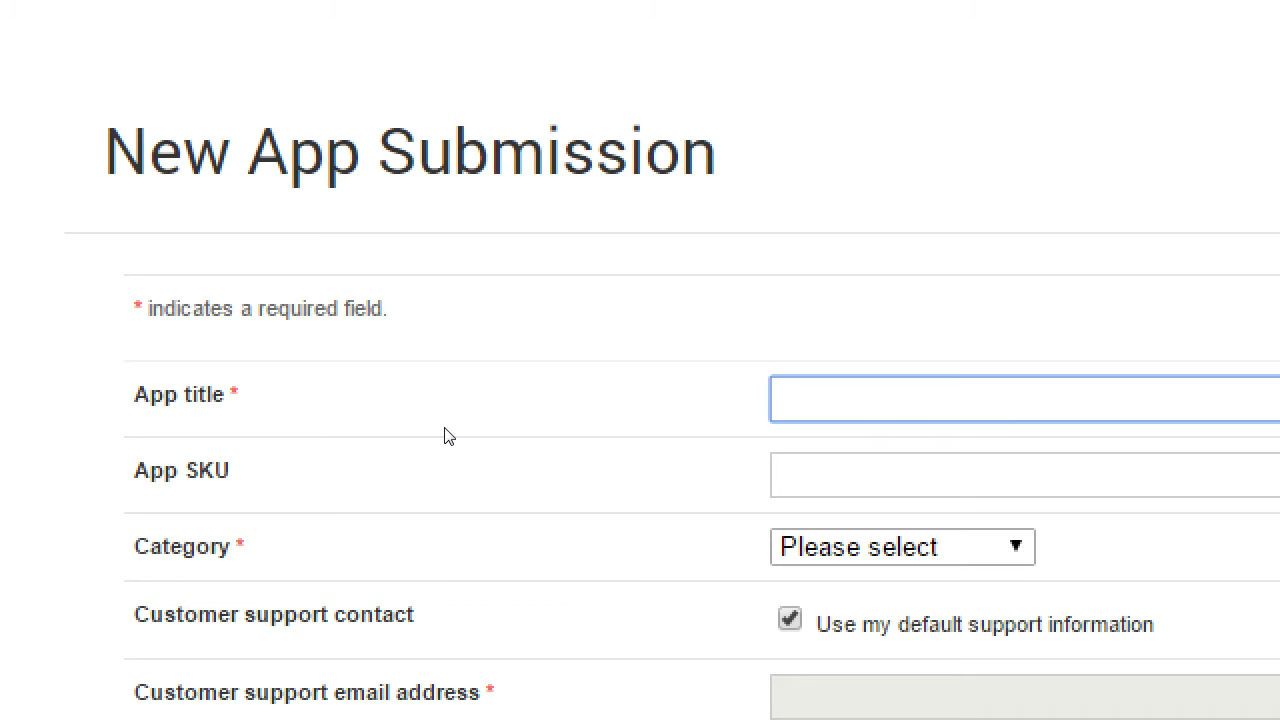 New App Submission
* indicates a required field.
App title *
App SKU
Category *
Please select
Customer support contact
Use my default support information
Customer support email address *